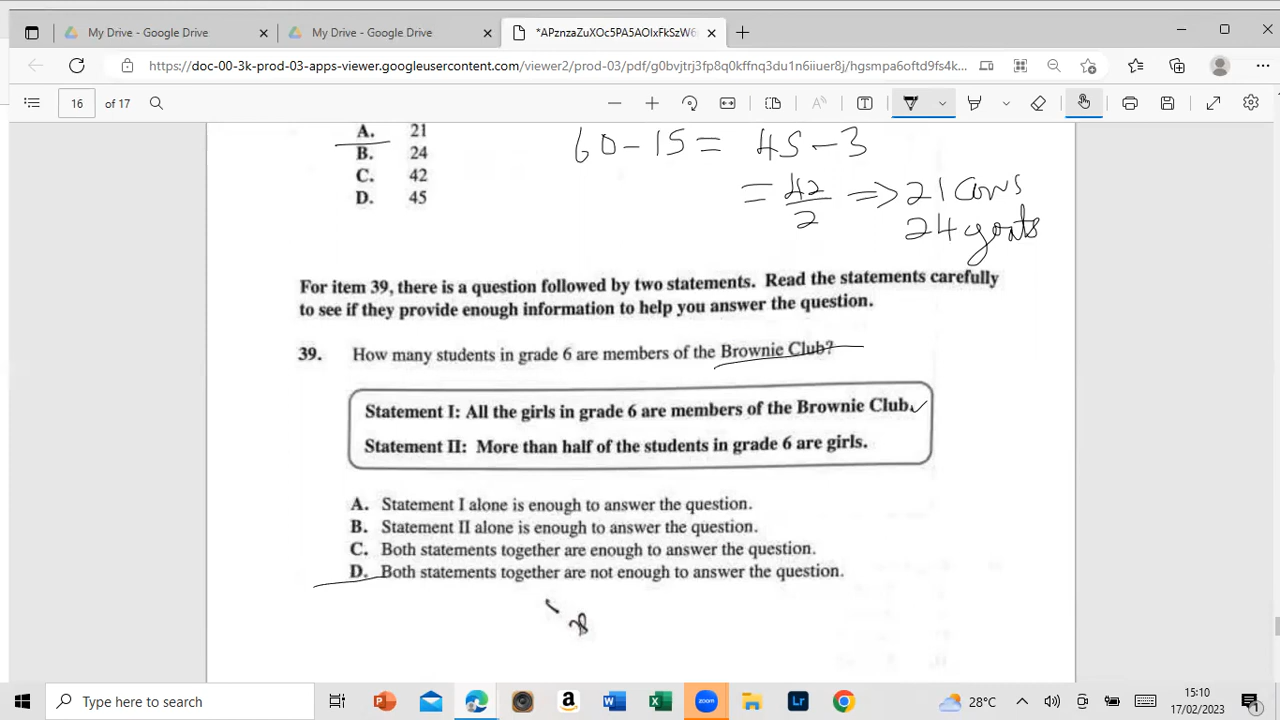 My Drive - Google Drive
My Drive - Google Drive
*APznzaZuXOc5PA5AOlxFkSzW6
https://doc-00-3k-prod-03-apps-viewer.googleusercontent.com/viewer2/prod-03/pdf/g0bvjtrj3fp8q0kffnq3du1n6iiuer8j/hgsmpa6oftd9fs4k...
16 of 17
A. 21
B. 24
C. 42
D. 45
60-15 = 45-3
= 42/2 => 21 cows
24 goats
For item 39, there is a question followed by two statements. Read the statements carefully
to see if they provide enough information to help you answer the question.
39. How many students in grade 6 are members of the Brownie Club?
Statement I: All the girls in grade 6 are members of the Brownie Club.
Statement II: More than half of the students in grade 6 are girls.
A. Statement I alone is enough to answer the question.
B. Statement II alone is enough to answer the question.
C. Both statements together are enough to answer the question.
D. Both statements together are not enough to answer the question.
Type here to search
zoom
Lr
28°C
15:10
17/02/2023